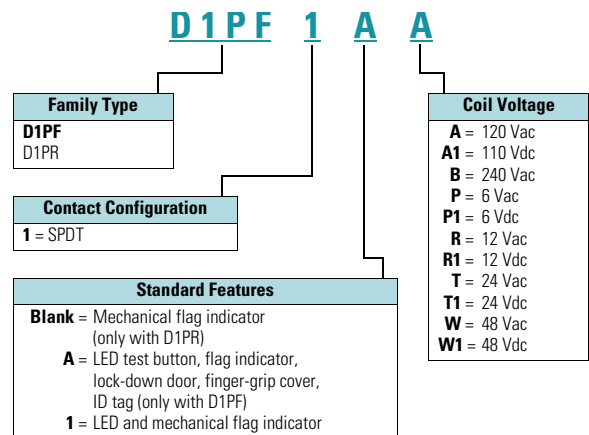 D1PF 1 A A
Family Type
D1PF
D1PR
Contact Configuration
1 = SPDT
Standard Features
Blank = Mechanical flag indicator
(only with D1PR)
A = LED test button, flag indicator,
lock-down door, finger-grip cover,
ID tag (only with D1PF)
1 = LED and mechanical flag indicator
Coil Voltage
A = 120 Vac
A1 = 110 Vdc
B = 240 Vac
P = 6 Vac
P1 = 6 Vdc
R = 12 Vac
R1 = 12 Vdc
T = 24 Vac
T1 = 24 Vdc
W = 48 Vac
W1 = 48 Vdc